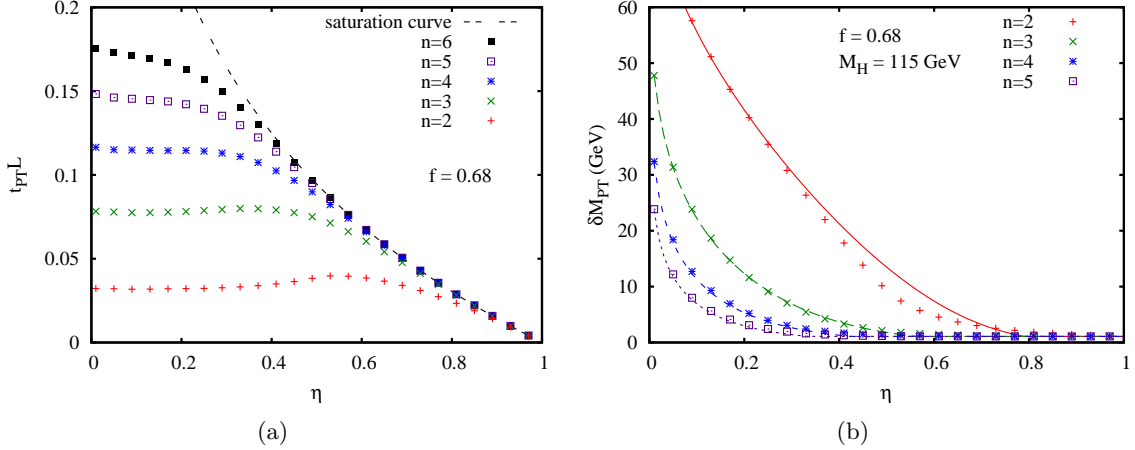 saturation curve
n=6
n=5
n=4
n=3
n=2
f = 0.68
0.20
0.15
0.10
0.05
0
0
0.2
0.4
0.6
0.8
1
t_PT L
η
(a)
f = 0.68
M_H = 115 GeV
n=2
n=3
n=4
n=5
60
50
40
30
20
10
0
0
0.2
0.4
0.6
0.8
1
δM_PT (GeV)
η
(b)